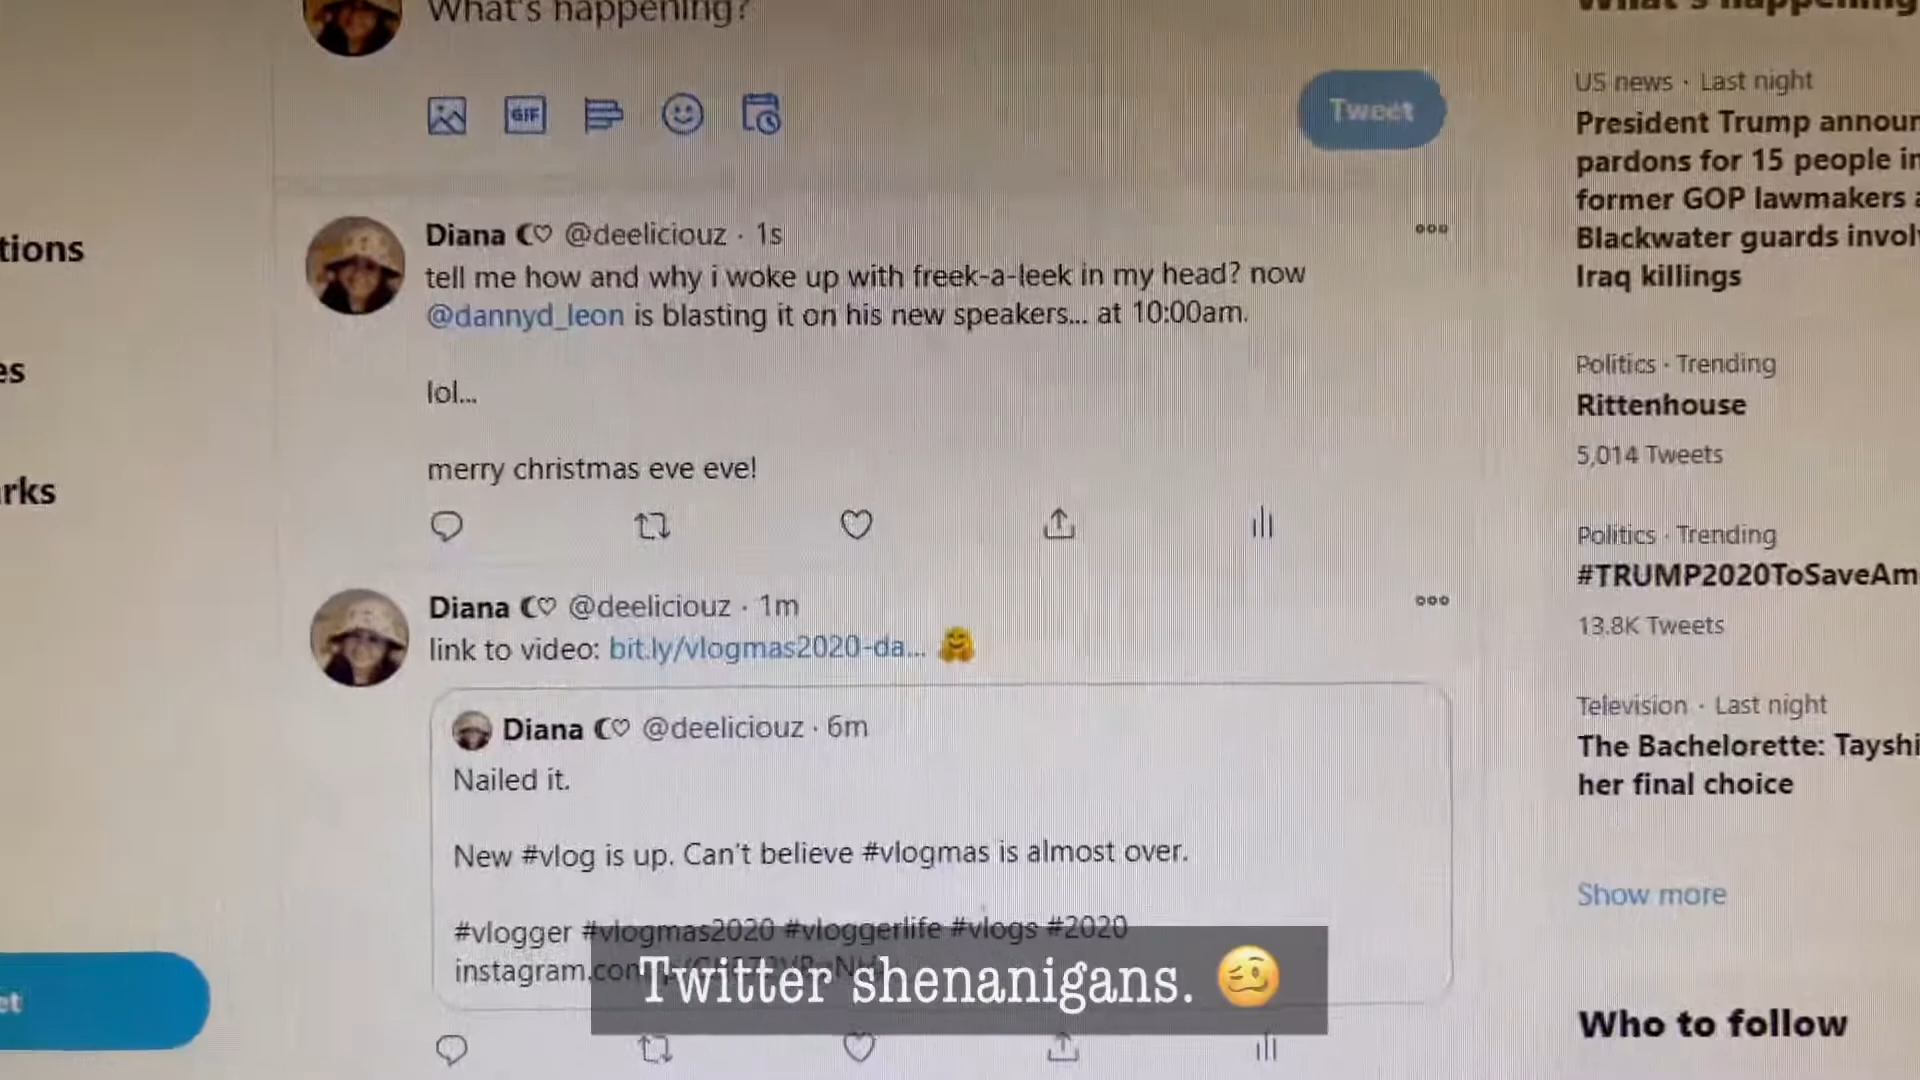 What's happening?
GIF
Tweet
Diana @deeliciouz · 1s
tell me how and why i woke up with freek-a-leek in my head? now
@dannyd_leon is blasting it on his new speakers... at 10:00am.
lol...
merry christmas eve eve!
Diana @deeliciouz · 1m
link to video: bit.ly/vlogmas2020-da...
Diana @deeliciouz · 6m
Nailed it.
New #vlog is up. Can't believe #vlogmas is almost over.
#vlogger #vlogmas2020 #vloggerlife #vlogs #2020
instagram.com
Twitter shenanigans.
tions
es
rks
et
What's happening
US news · Last night
President Trump announ
pardons for 15 people in
former GOP lawmakers a
Blackwater guards invol
Iraq killings
Politics · Trending
Rittenhouse
5,014 Tweets
Politics · Trending
#TRUMP2020ToSaveAm
13.8K Tweets
Television · Last night
The Bachelorette: Tayshi
her final choice
Show more
Who to follow